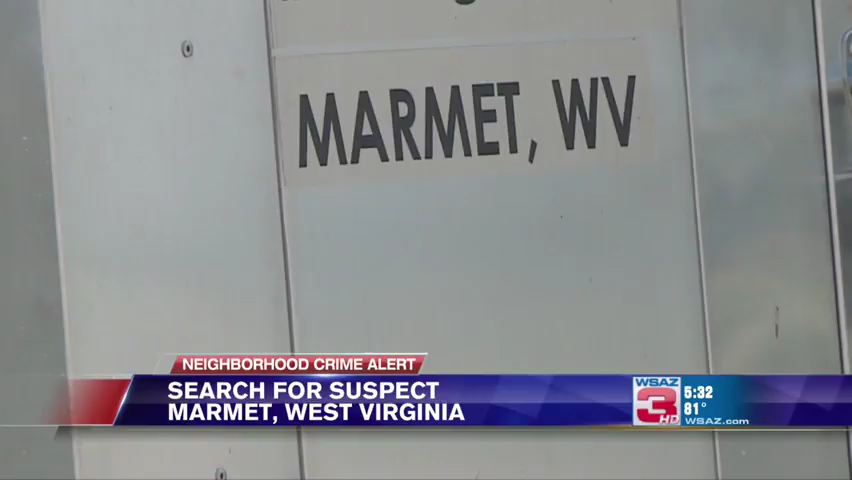 MARMET, WV
NEIGHBORHOOD CRIME ALERT
SEARCH FOR SUSPECT
MARMET, WEST VIRGINIA
WSAZ
3
HD
5:32
81°
WSAZ.com